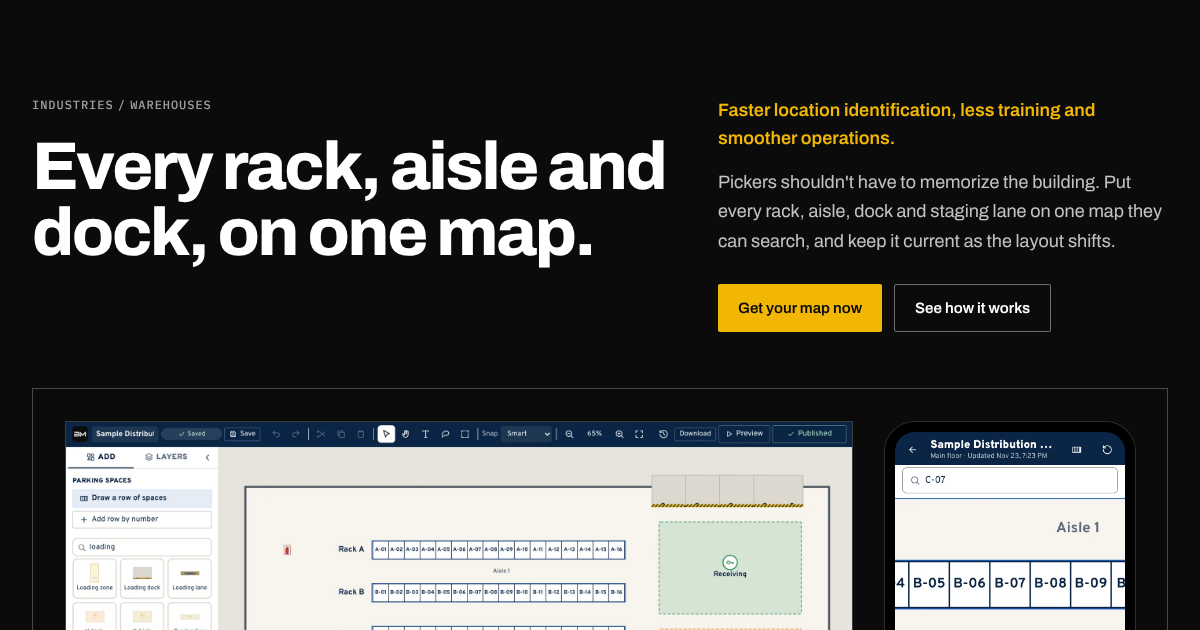 INDUSTRIES / WAREHOUSES
Every rack, aisle and
dock, on one map.
Faster location identification, less training and
smoother operations.
Pickers shouldn't have to memorize the building. Put
every rack, aisle, dock and staging lane on one map they
can search, and keep it current as the layout shifts.
Get your map now
See how it works
Sample Distribut
Saved
Save
Snap
Smart
65%
Download
Preview
Published
ADD
LAYERS
PARKING SPACES
Draw a row of spaces
Add row by number
loading
Loading zone
Loading dock
Loading lane
Rack A
A-01 A-02 A-03 A-04 A-05 A-06 A-07 A-08 A-09 A-10 A-11 A-12 A-13 A-14 A-15 A-16
Aisle 1
Rack B
B-01 B-02 B-03 B-04 B-05 B-06 B-07 B-08 B-09 B-10 B-11 B-12 B-13 B-14 B-15 B-16
Receiving
Sample Distribution ...
Main floor · Updated Nov 23, 7:23 PM
C-07
Aisle 1
4 B-05 B-06 B-07 B-08 B-09 B